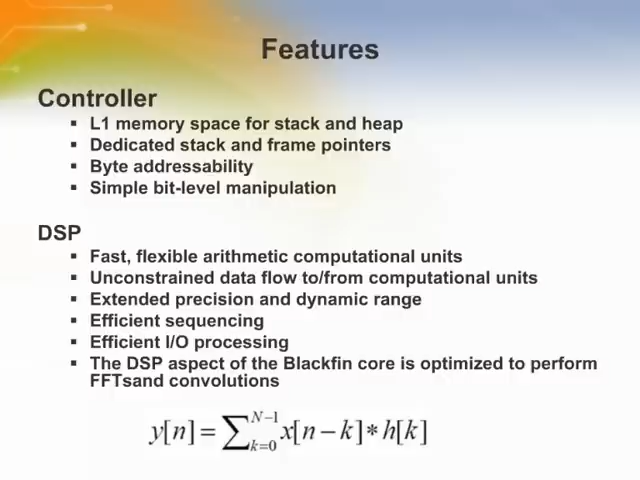 Features
Controller
▪ L1 memory space for stack and heap
▪ Dedicated stack and frame pointers
▪ Byte addressability
▪ Simple bit-level manipulation
DSP
▪ Fast, flexible arithmetic computational units
▪ Unconstrained data flow to/from computational units
▪ Extended precision and dynamic range
▪ Efficient sequencing
▪ Efficient I/O processing
▪ The DSP aspect of the Blackfin core is optimized to perform
FFTsand convolutions
y[n] = ∑_{k=0}^{N−1} x[n − k] * h[k]